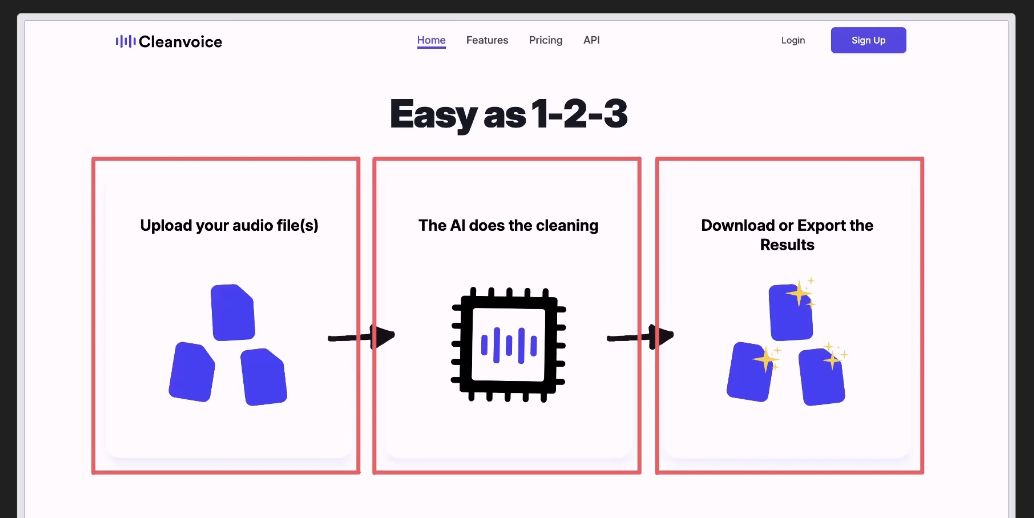 Cleanvoice
Home Features Pricing API
Login Sign Up
Easy as 1-2-3
Upload your audio file(s)
The AI does the cleaning
Download or Export the
Results